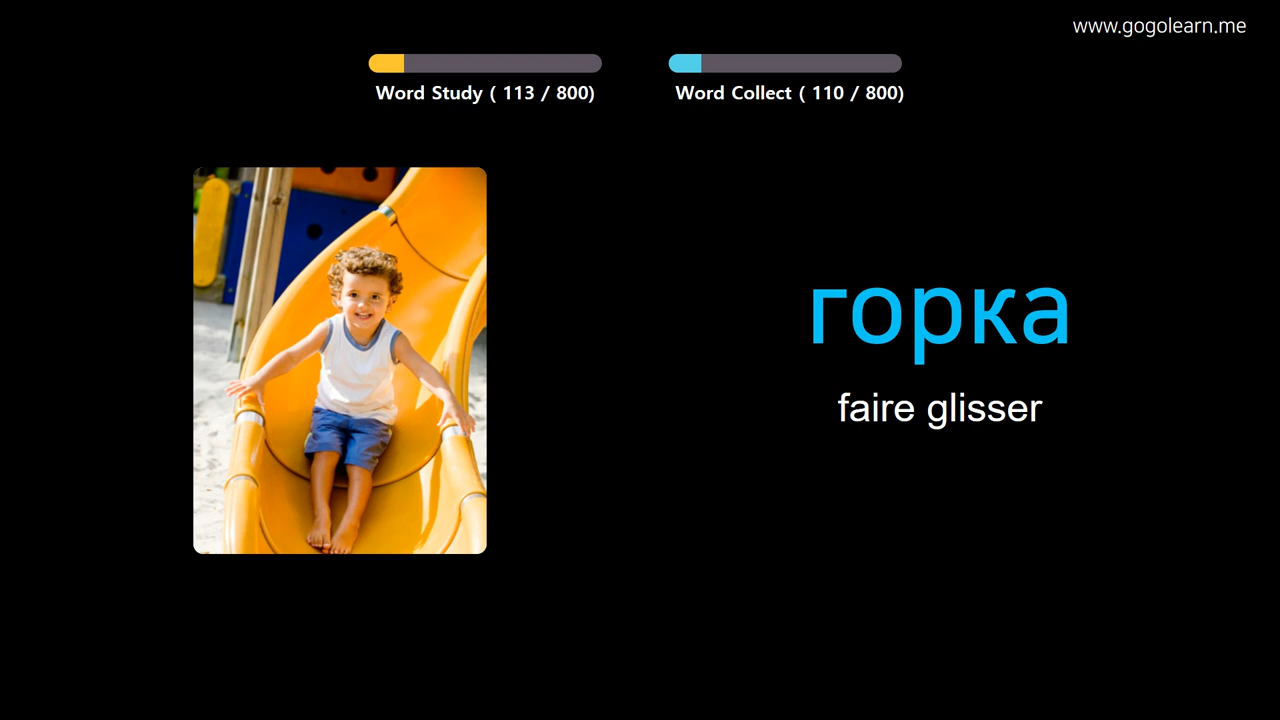 www.gogolearn.me
Word Study ( 113 / 800)
Word Collect ( 110 / 800)
горка
faire glisser